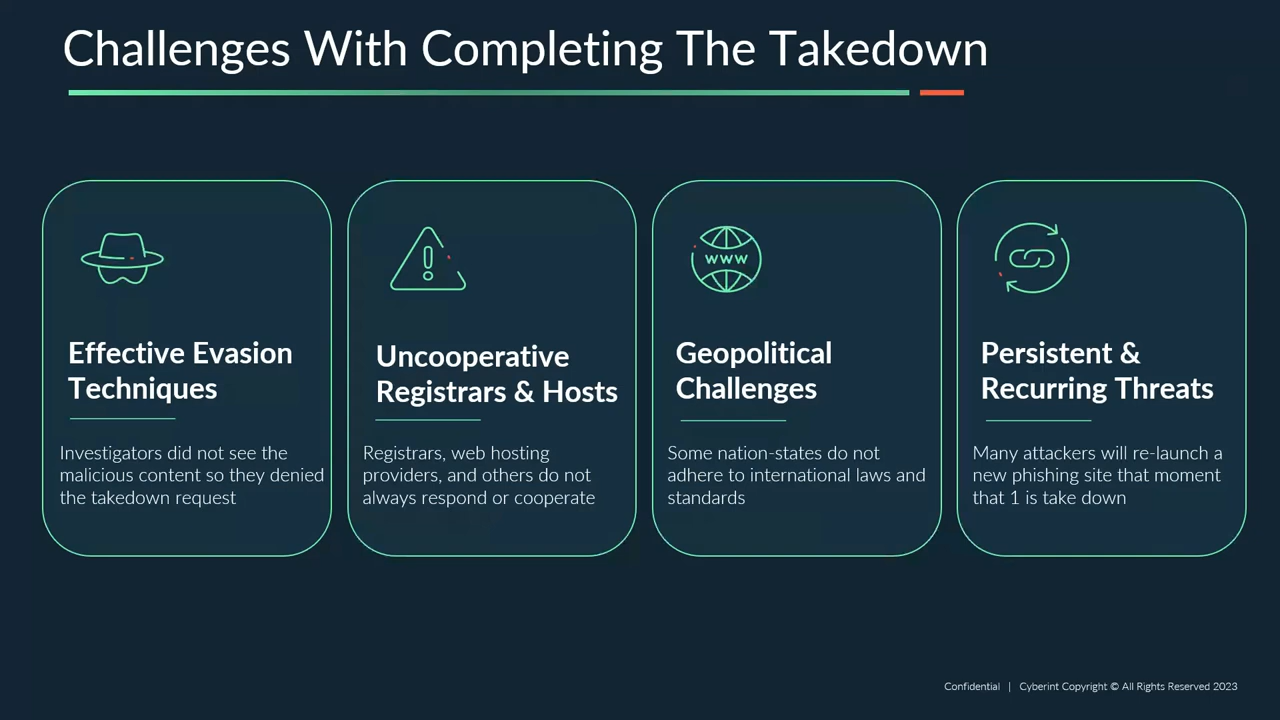 Challenges With Completing The Takedown
www
Effective Evasion
Techniques
Investigators did not see the
malicious content so they denied
the takedown request
Uncooperative
Registrars & Hosts
Registrars, web hosting
providers, and others do not
always respond or cooperate
Geopolitical
Challenges
Some nation-states do not
adhere to international laws and
standards
Persistent &
Recurring Threats
Many attackers will re-launch a
new phishing site that moment
that 1 is take down
Confidential | Cyberint Copyright © All Rights Reserved 2023